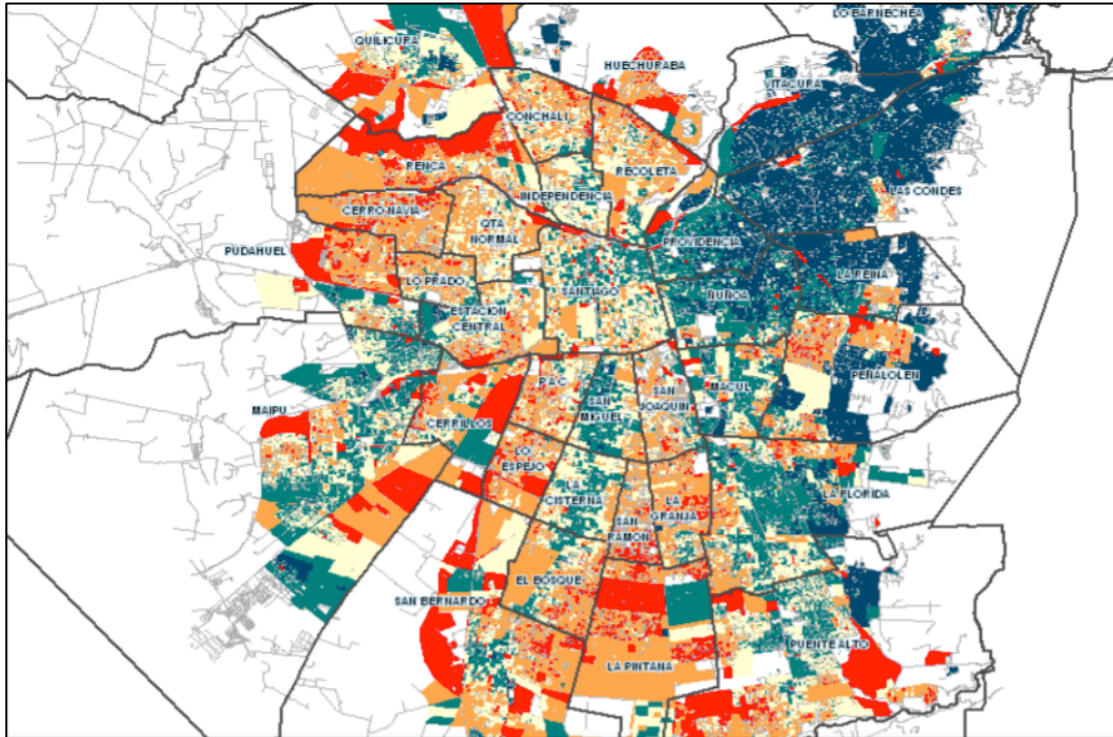 LO BARNECHEA
QUILICURA
HUECHURABA
VITACURA
CONCHALI
RENCA
RECOLETA
INDEPENDENCIA
LAS CONDES
CERRO NAVIA
QTA
NORMAL
PUDAHUEL
PROVIDENCIA
LO PRADO
LA REINA
SANTIAGO
ÑUÑOA
ESTACION
CENTRAL
PEÑALOLEN
P.A.C
SAN
MIGUEL
SAN
JOAQUIN
MACUL
MAIPU
CERRILLOS
LO
ESPEJO
LA
CISTERNA
LA FLORIDA
LA
GRANJA
SAN
RAMON
EL BOSQUE
SAN BERNARDO
PUENTE ALTO
LA PINTANA